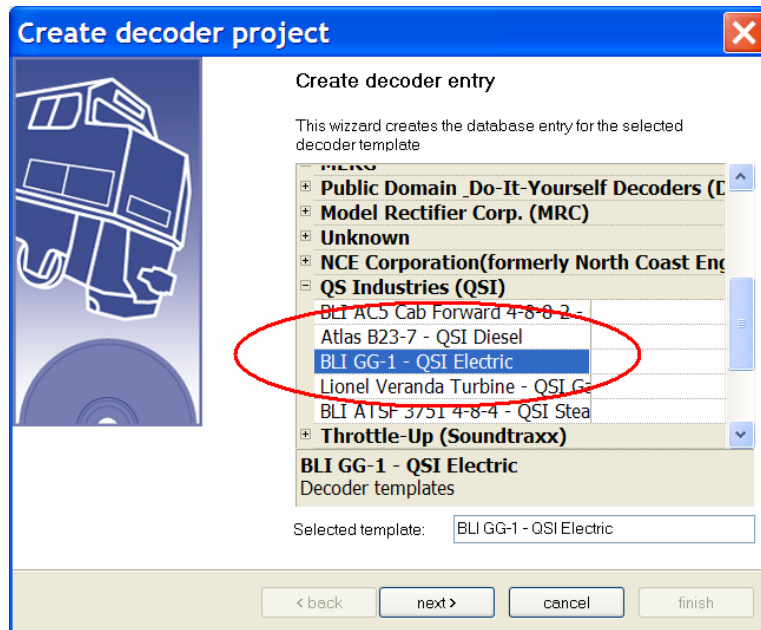 Create decoder project
Create decoder entry
This wizzard creates the database entry for the selected
decoder template
MERG
Public Domain _Do-It-Yourself Decoders (D
Model Rectifier Corp. (MRC)
Unknown
NCE Corporation(formerly North Coast Eng
QS Industries (QSI)
BLI AC5 Cab Forward 4-8-8-2 -
Atlas B23-7 - QSI Diesel
BLI GG-1 - QSI Electric
Lionel Veranda Turbine - QSI Ga
BLI ATSF 3751 4-8-4 - QSI Stea
Throttle-Up (Soundtraxx)
BLI GG-1 - QSI Electric
Decoder templates
Selected template: BLI GG-1 - QSI Electric
< back next > cancel finish